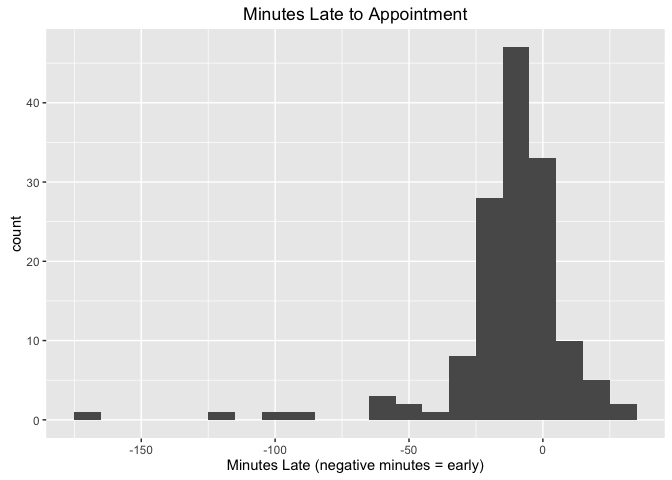 Minutes Late to Appointment
40
30
20
10
0
count
-150 -100 -50 0
Minutes Late (negative minutes = early)